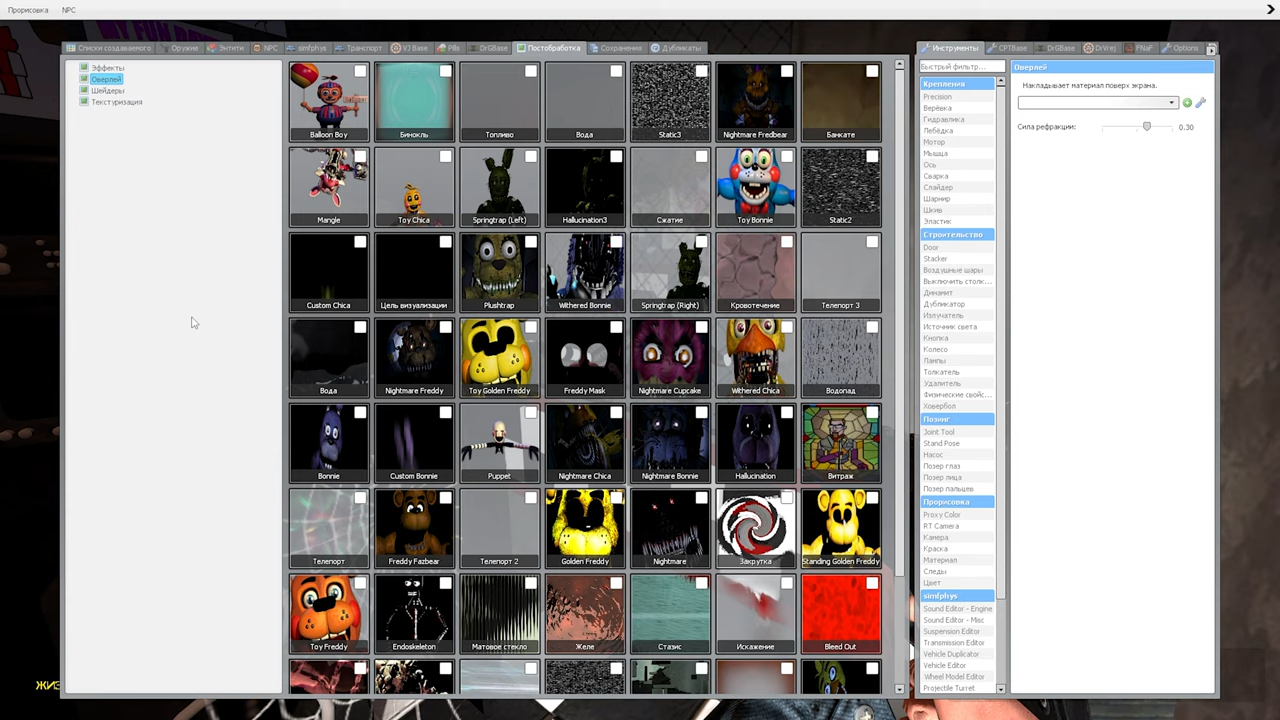 Прорисовка NPC
Списки создаваемого Оружие Энтити NPC simfphys Транспорт VJ Base Pills DrGBase Постобработка Сохранения Дубликаты
Инструменты CPTBase DrGBase DrVrej FNaF Options
Эффекты
Оверлей
Шейдеры
Текстуризация
Balloon Boy Бинокль Топливо Вода Static3 Nightmare Fredbear Банкате
Mangle Toy Chica Springtrap (Left) Hallucination3 Сжатие Toy Bonnie Static2
Custom Chica Цель визуализации Plushtrap Withered Bonnie Springtrap (Right) Кровотечение Телепорт 3
Вода Nightmare Freddy Toy Golden Freddy Freddy Mask Nightmare Cupcake Withered Chica Водопад
Bonnie Custom Bonnie Puppet Nightmare Chica Nightmare Bonnie Hallucination Витраж
Телепорт Freddy Fazbear Телепорт 2 Golden Freddy Nightmare Закрутка Standing Golden Freddy
Toy Freddy Endoskeleton Матовое стекло Желе Стазис Искажение Bleed Out
Быстрый фильтр...
Крепления
Precision
Верёвка
Гидравлика
Лебёдка
Мотор
Мышца
Ось
Сварка
Слайдер
Шарнир
Шкив
Эластик
Строительство
Door
Stacker
Воздушные шары
Выключить столк...
Динамит
Дубликатор
Излучатель
Источник света
Кнопка
Колесо
Лампы
Толкатель
Удалитель
Физические свойс...
Ховербол
Позинг
Joint Tool
Stand Pose
Насос
Позер глаз
Позер лица
Позер пальцев
Прорисовка
Proxy Color
RT Camera
Камера
Краска
Материал
Следы
Цвет
simfphys
Sound Editor - Engine
Sound Editor - Misc
Suspension Editor
Transmission Editor
Vehicle Duplicator
Vehicle Editor
Wheel Model Editor
Projectile Turret
Оверлей
Накладывает материал поверх экрана.
Сила рефракции: 0.30